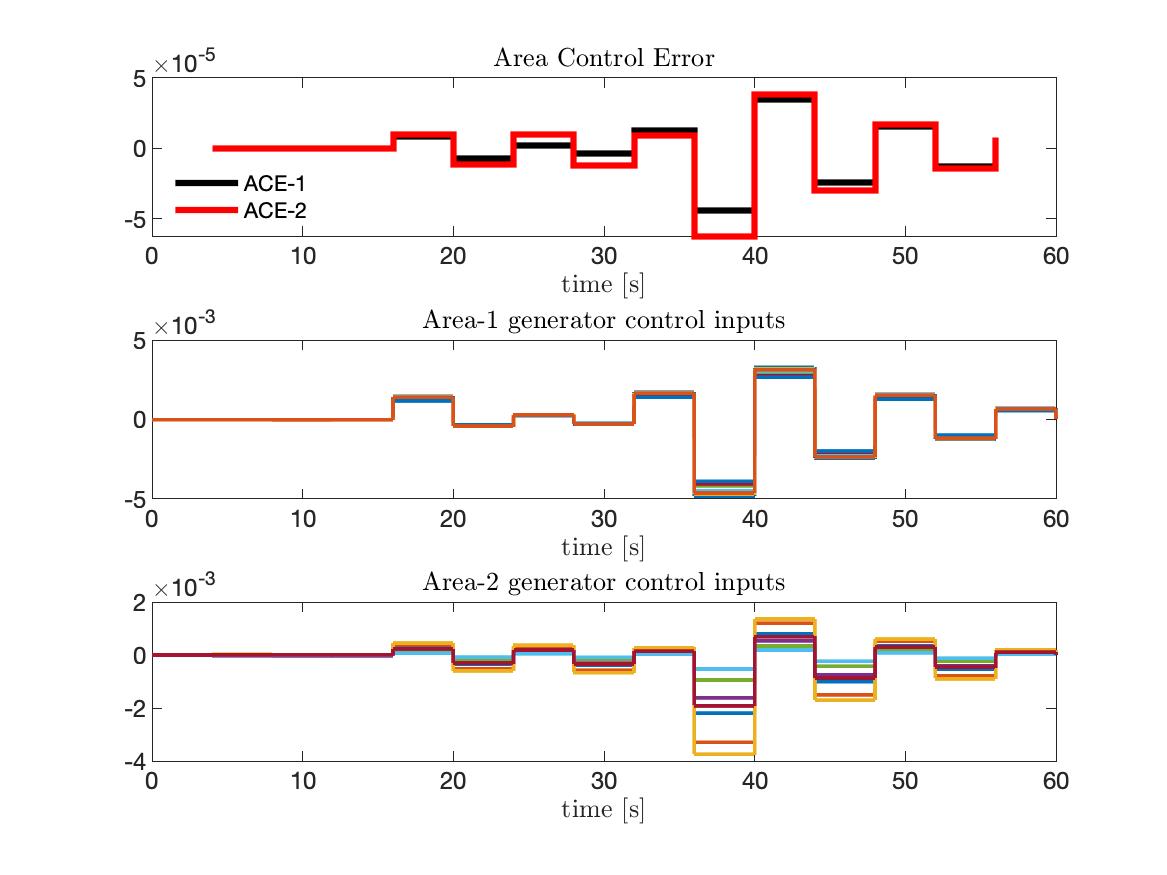 ×10-5
Area Control Error
5
0
-5
ACE-1
ACE-2
0 10 20 30 40 50 60
time [s]
×10-3
Area-1 generator control inputs
5
0
-5
0 10 20 30 40 50 60
time [s]
×10-3
Area-2 generator control inputs
2
0
-2
-4
0 10 20 30 40 50 60
time [s]